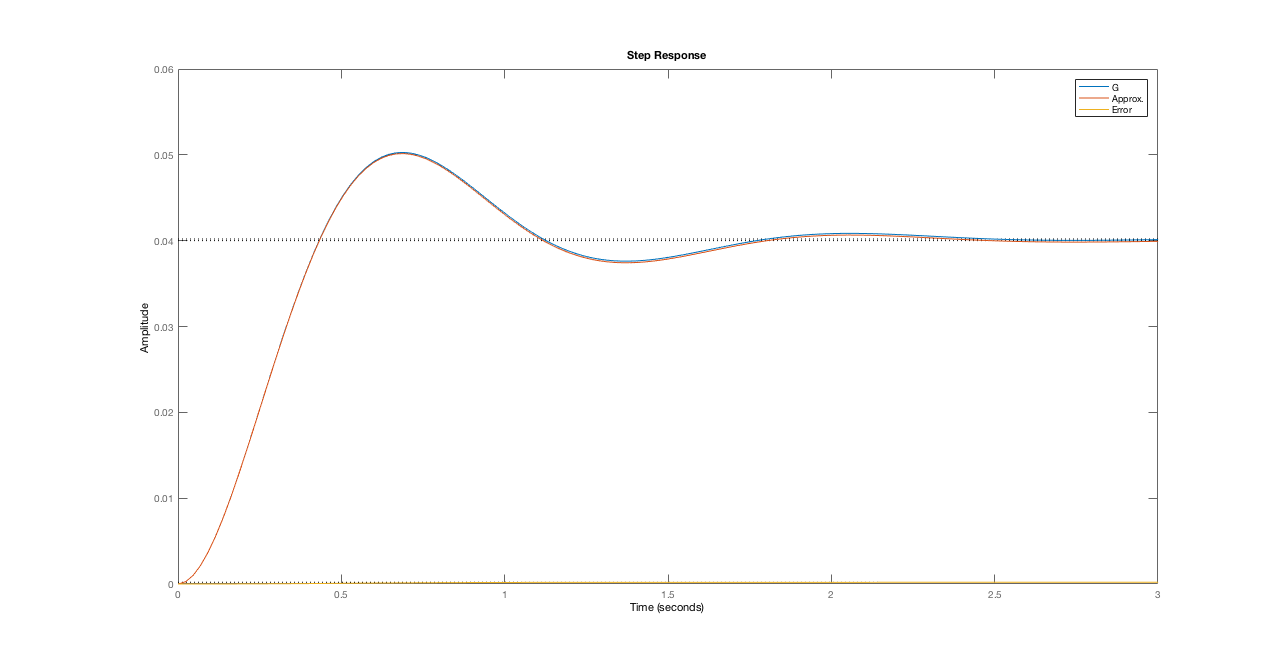 Step Response
0.06
G
Approx.
Error
0.05
0.04
Amplitude
0.03
0.02
0.01
0
0 0.5 1 1.5 2 2.5 3
Time (seconds)